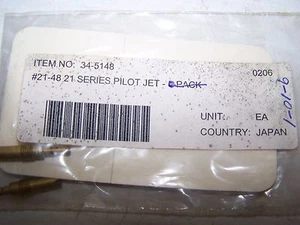 ITEM NO: 34-5148
0206
#21-48 21 SERIES PILOT JET - 6 PACK
UNIT: EA
COUNTRY: JAPAN
1-01-6